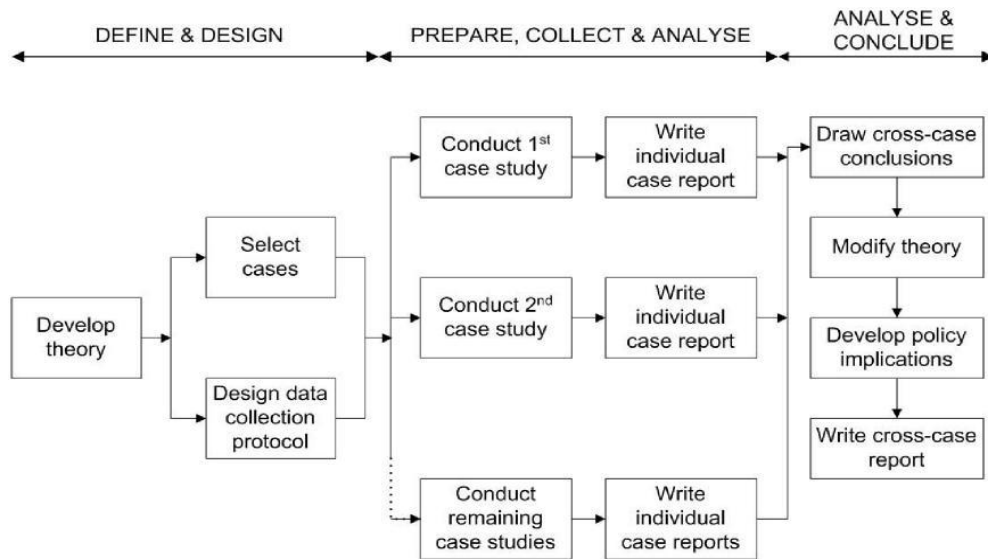 DEFINE & DESIGN
PREPARE, COLLECT & ANALYSE
ANALYSE &
CONCLUDE
Develop
theory
Select
cases
Design data
collection
protocol
Conduct 1st
case study
Write
individual
case report
Conduct 2nd
case study
Write
individual
case report
Conduct
remaining
case studies
Write
individual
case reports
Draw cross-case
conclusions
Modify theory
Develop policy
implications
Write cross-case
report